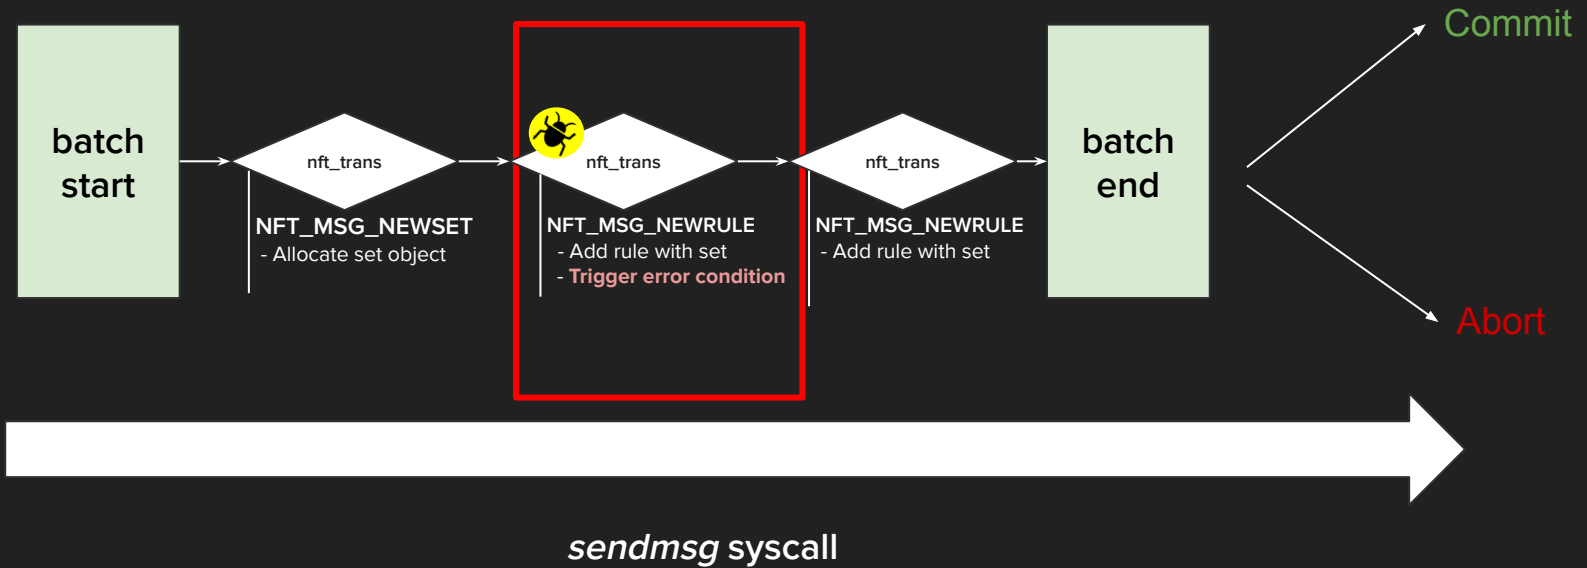 batch
start
nft_trans
NFT_MSG_NEWSET
- Allocate set object
nft_trans
NFT_MSG_NEWRULE
- Add rule with set
- Trigger error condition
nft_trans
NFT_MSG_NEWRULE
- Add rule with set
batch
end
Commit
Abort
sendmsg syscall